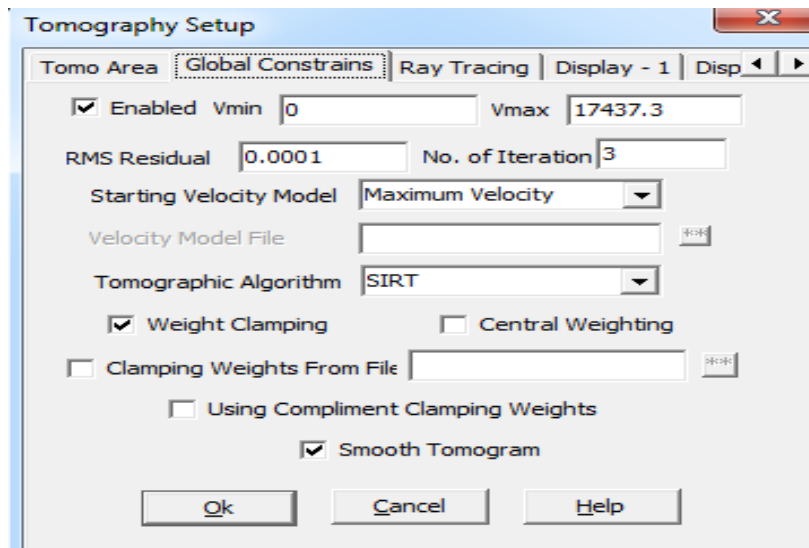 Tomography Setup
Tomo Area Global Constrains Ray Tracing Display - 1 Disp
Enabled Vmin 0 Vmax 17437.3
RMS Residual 0.0001 No. of Iteration 3
Starting Velocity Model Maximum Velocity
Velocity Model File **
Tomographic Algorithm SIRT
Weight Clamping Central Weighting
Clamping Weights From File **
Using Compliment Clamping Weights
Smooth Tomogram
Ok Cancel Help